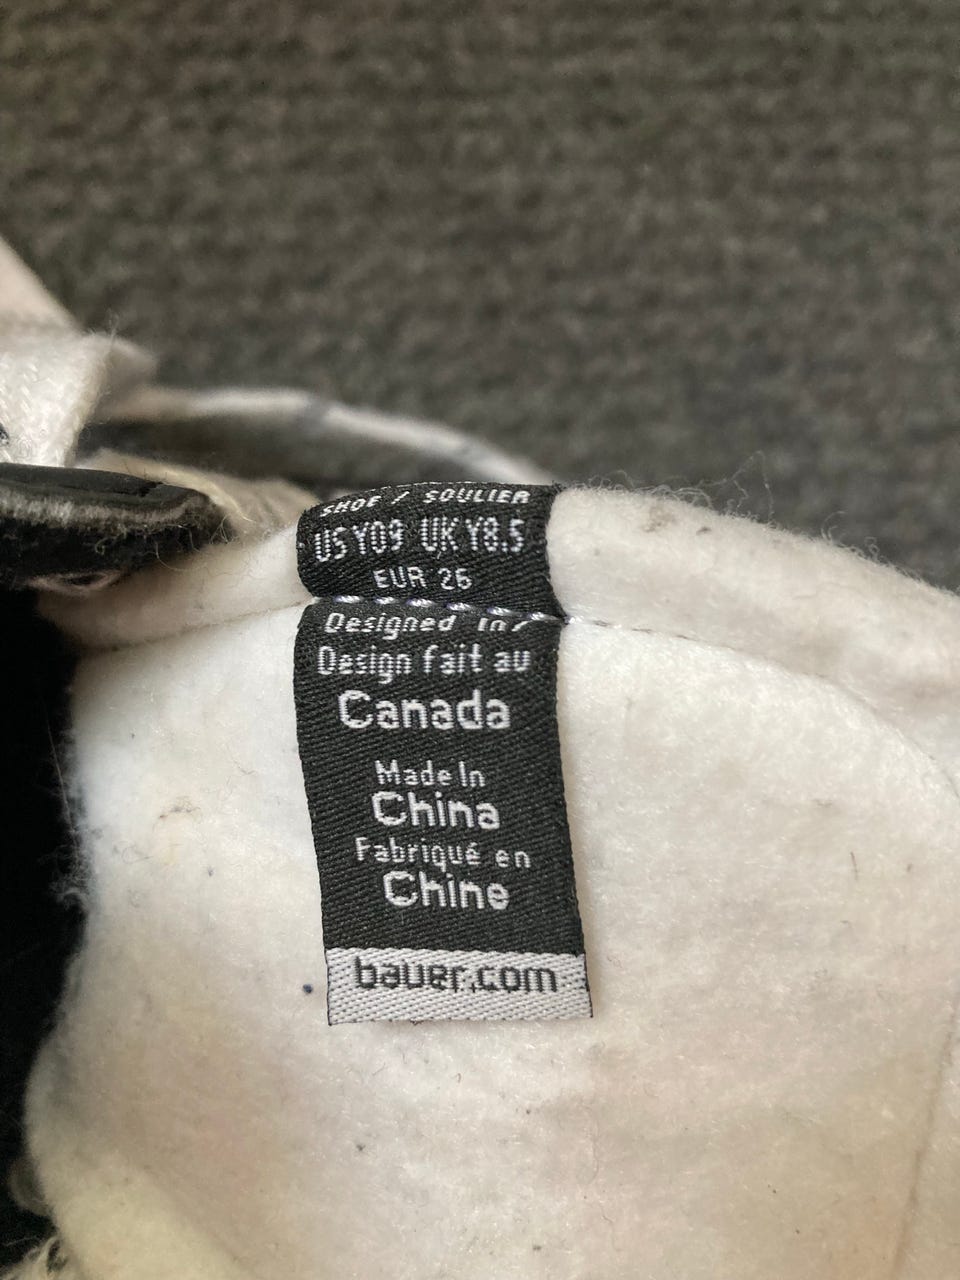 SHOE / SOULIER
US Y09 UK Y8.5
EUR 26
Designed in /
Design fait au
Canada
Made In
China
Fabriqué en
Chine
bauer.com